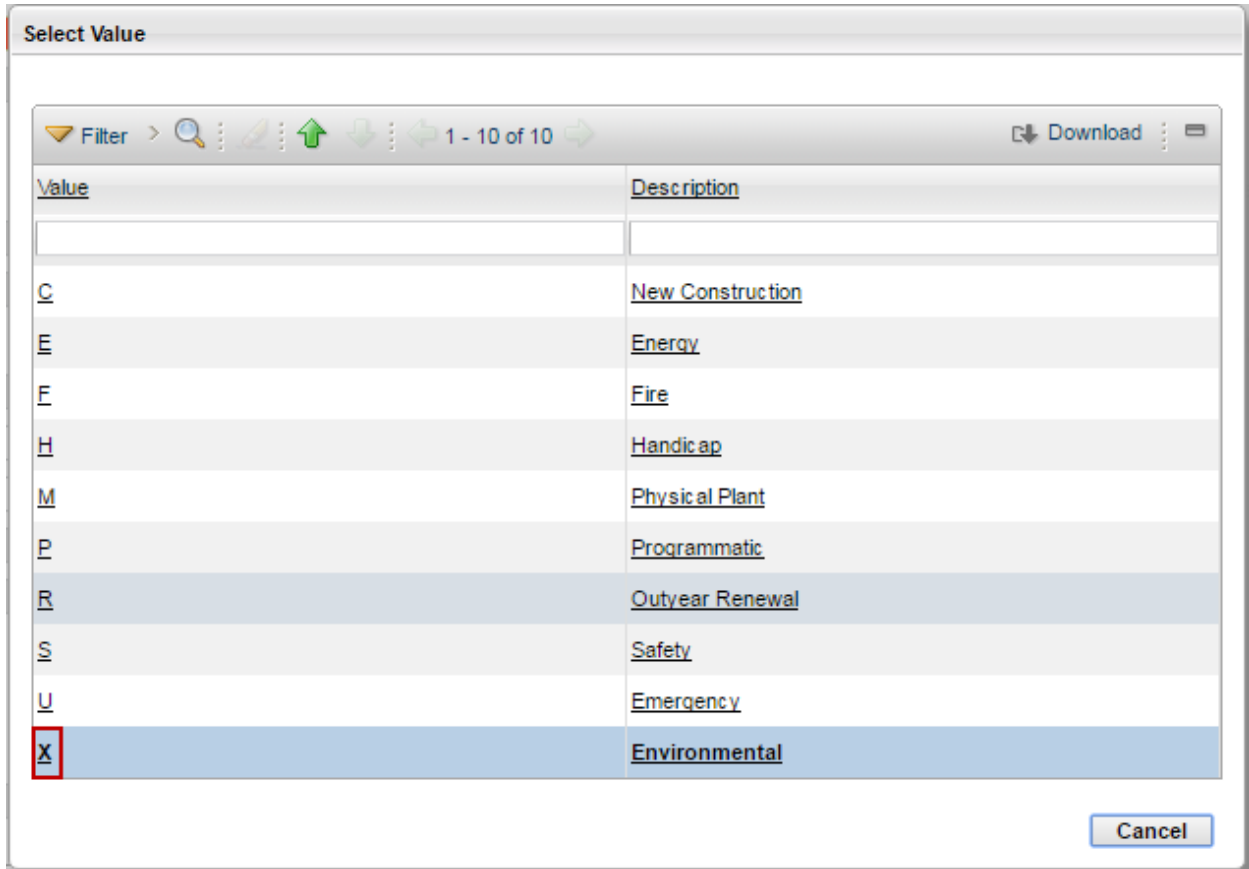 Select Value
Filter 1 - 10 of 10 Download
Value Description
C New Construction
E Energy
F Fire
H Handicap
M Physical Plant
P Programmatic
R Outyear Renewal
S Safety
U Emergency
X Environmental
Cancel